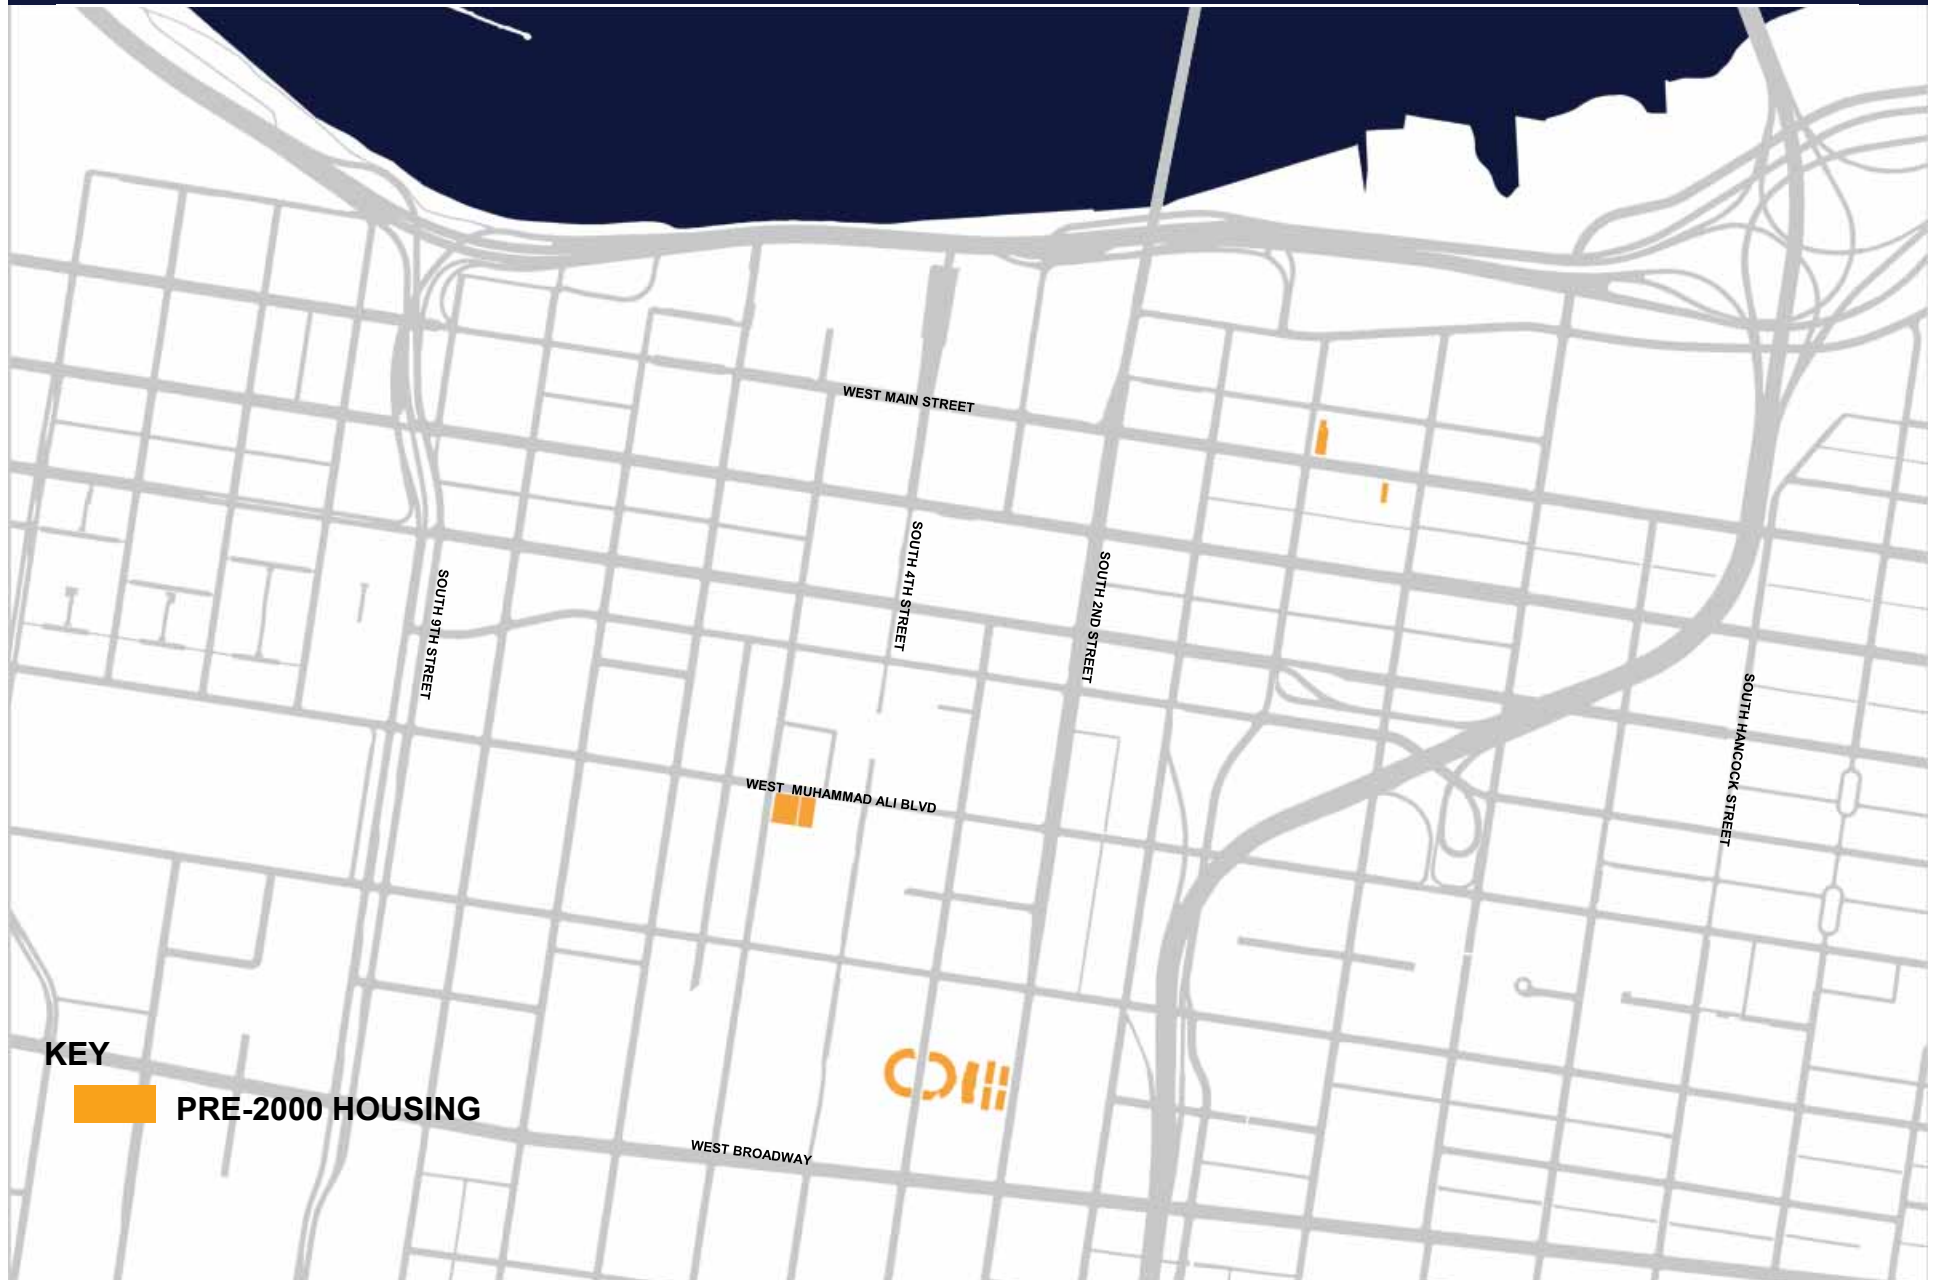 WEST MAIN STREET
SOUTH 4TH STREET
SOUTH 2ND STREET
SOUTH 9TH STREET
SOUTH HANCOCK STREET
WEST  MUHAMMAD ALI BLVD
KEY
PRE-2000 HOUSING
WEST BROADWAY